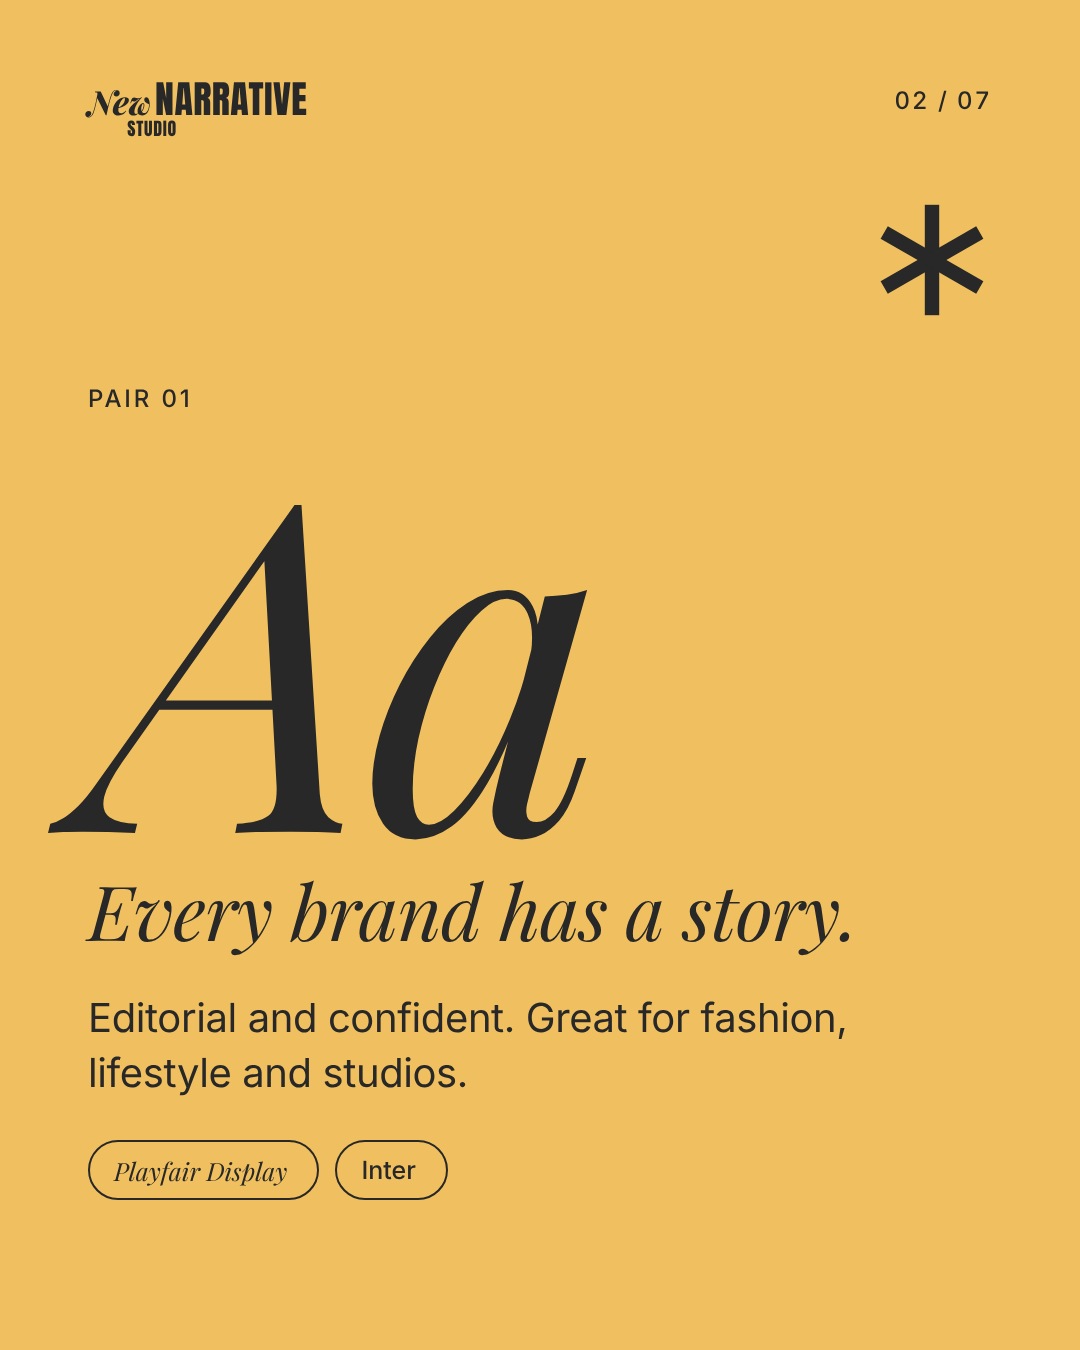 New NARRATIVE
STUDIO
02 / 07
PAIR 01
Aa
Every brand has a story.
Editorial and confident. Great for fashion,
lifestyle and studios.
Playfair Display
Inter